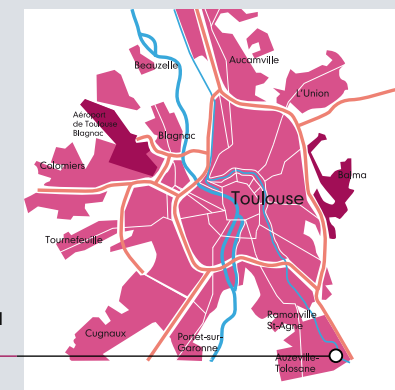 Beauzelle
Aucamville
L'Union
Aéroport
de Toulouse
Blagnac
Blagnac
Colomiers
Balma
Toulouse
Tournefeuille
Cugnaux
Portet-sur-
Garonne
Ramonville
St-Agne
Auzeville-
Tolosane